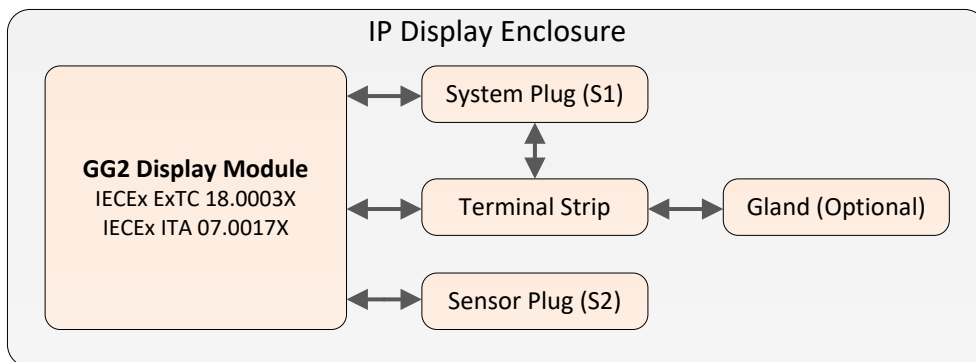 IP Display Enclosure
System Plug (S1)
GG2 Display Module
IECEx ExTC 18.0003X
IECEx ITA 07.0017X
Terminal Strip
Gland (Optional)
Sensor Plug (S2)